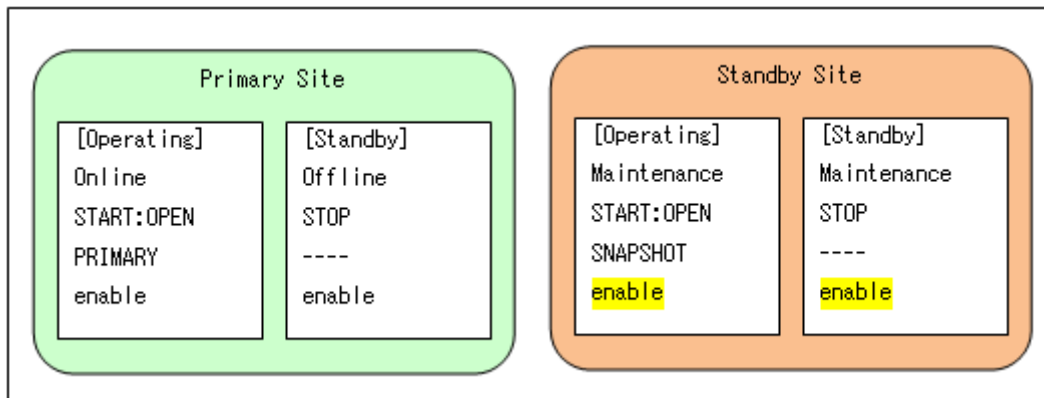 Primary Site
[Operating]
Online
START:OPEN
PRIMARY
enable
[Standby]
Offline
STOP
----
enable
Standby Site
[Operating]
Maintenance
START:OPEN
SNAPSHOT
enable
[Standby]
Maintenance
STOP
----
enable